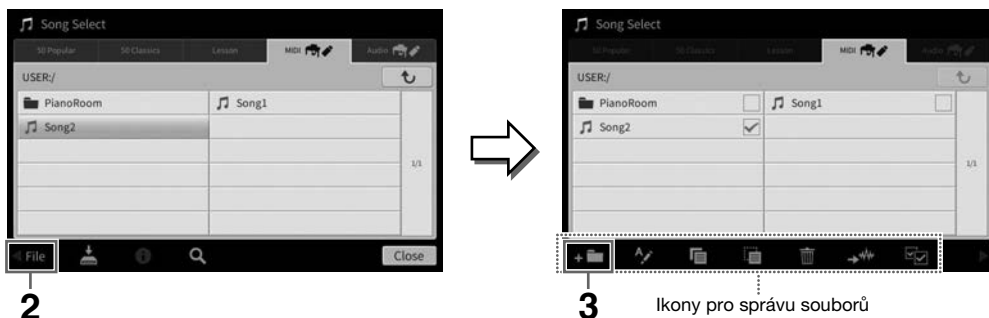 Song Select
50 Popular 50 Classics Lesson MIDI Audio
USER:/
PianoRoom Song1
Song2
1/1
File Close
2
Song Select
50 Popular 50 Classics Lesson MIDI Audio
USER:/
PianoRoom Song1
Song2
1/1
3
Ikony pro správu souborů